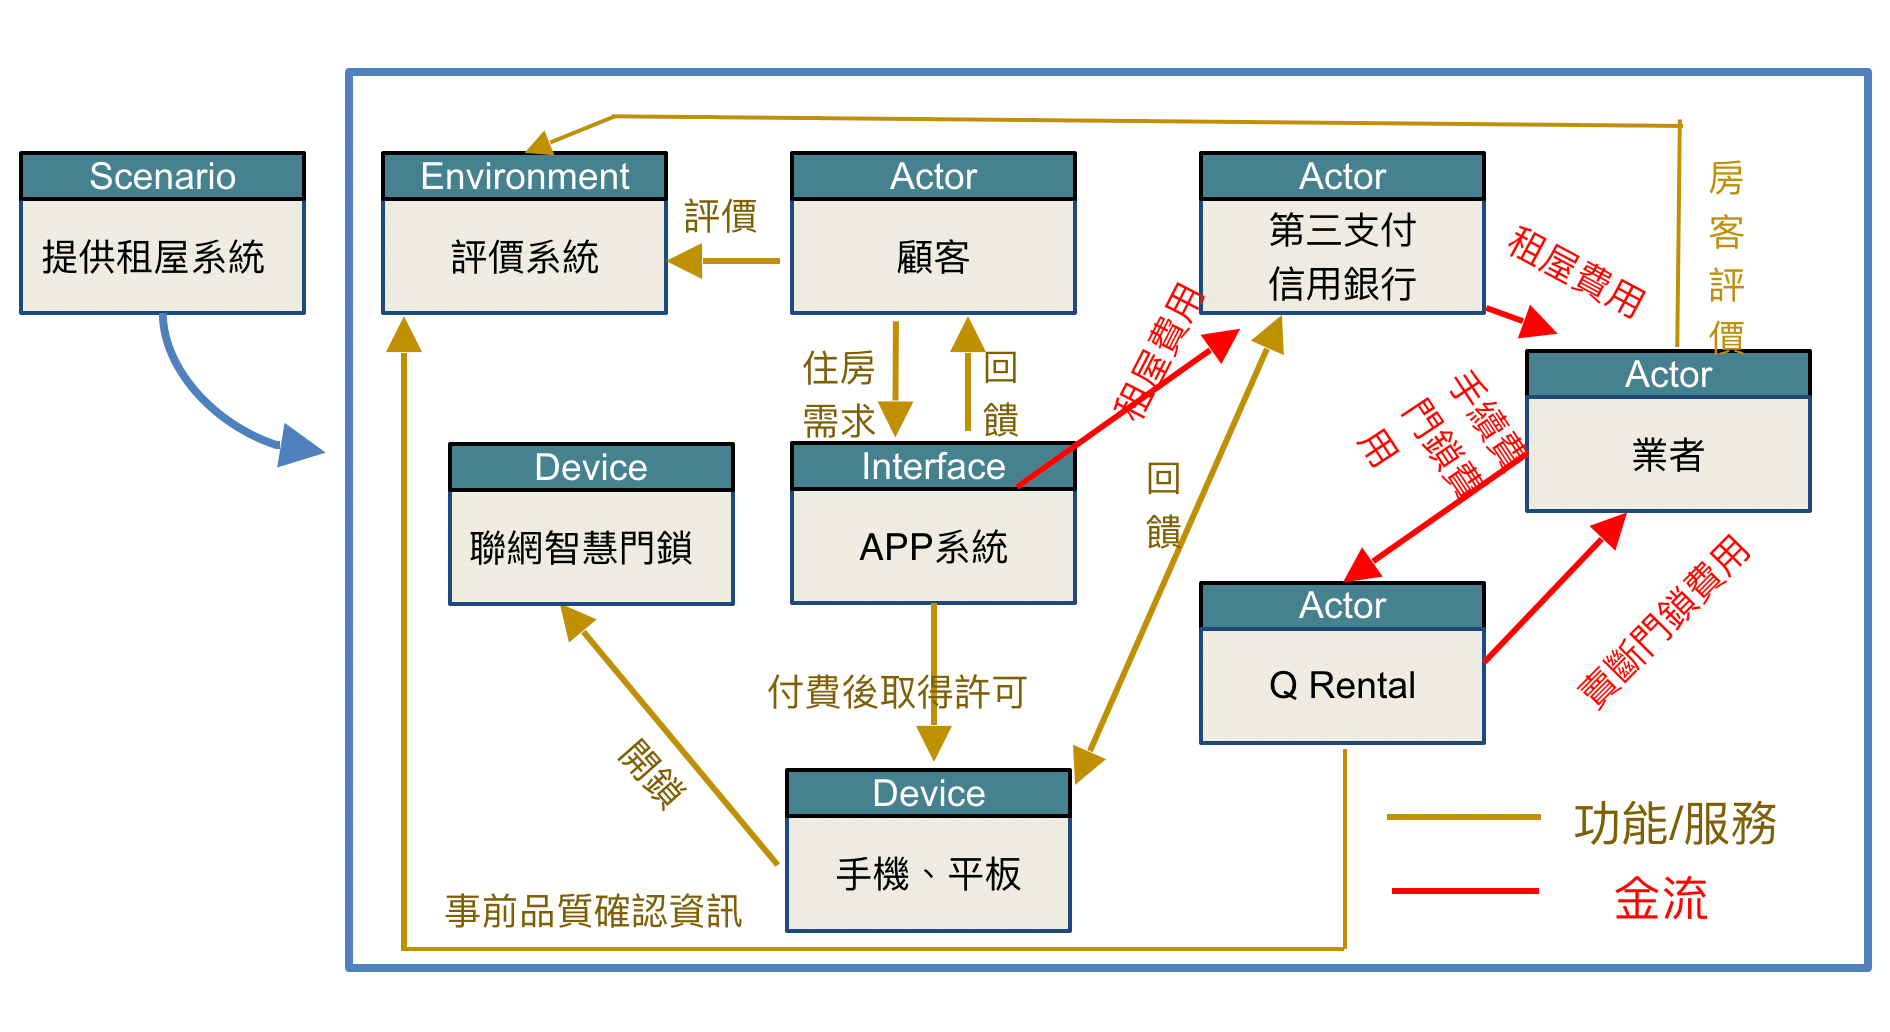 Scenario
提供租屋系統
Environment
評價系統
評價
Actor
顧客
Actor
第三支付
信用銀行
租屋費用
房
客
評
價
住房
需求
回
饋
租屋費用
Actor
業者
手續費
門鎖費
用
Device
聯網智慧門鎖
Interface
APP系統
回
饋
Actor
Q Rental
賣斷門鎖費用
付費後取得許可
開鎖
Device
手機、平板
事前品質確認資訊
功能/服務
金流